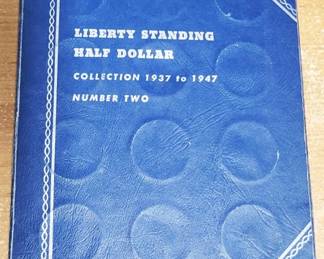 LIBERTY STANDING
HALF DOLLAR
COLLECTION 1937 to 1947
NUMBER TWO